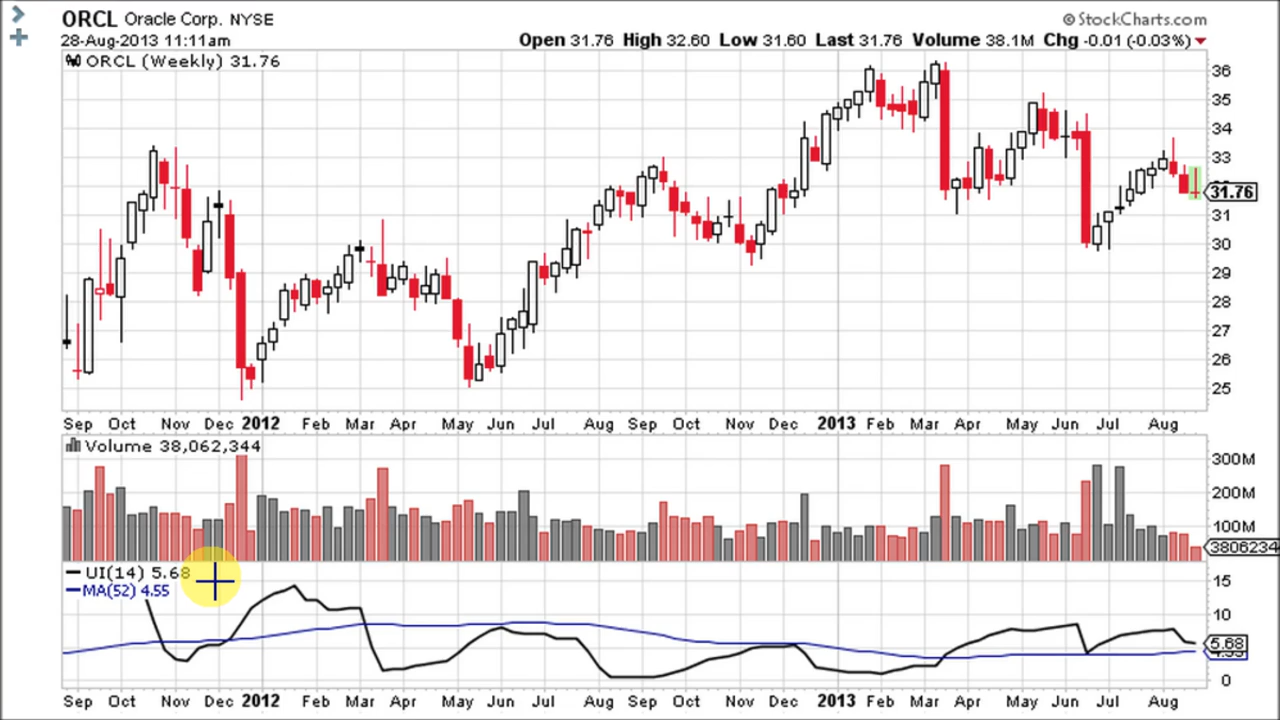 ORCL Oracle Corp. NYSE
© StockCharts.com
28-Aug-2013 11:11am
Open 31.76 High 32.60 Low 31.60 Last 31.76 Volume 38.1M Chg -0.01 (-0.03%)
ORCL (Weekly) 31.76
36
35
34
33
31.76
31
30
29
28
27
26
25
Sep Oct Nov Dec 2012 Feb Mar Apr May Jun Jul Aug Sep Oct Nov Dec 2013 Feb Mar Apr May Jun Jul Aug
Volume 38,062,344
300M
200M
100M
3806234
UI(14) 5.68
MA(52) 4.55
15
10
5.68
0
Sep Oct Nov Dec 2012 Feb Mar Apr May Jun Jul Aug Sep Oct Nov Dec 2013 Feb Mar Apr May Jun Jul Aug